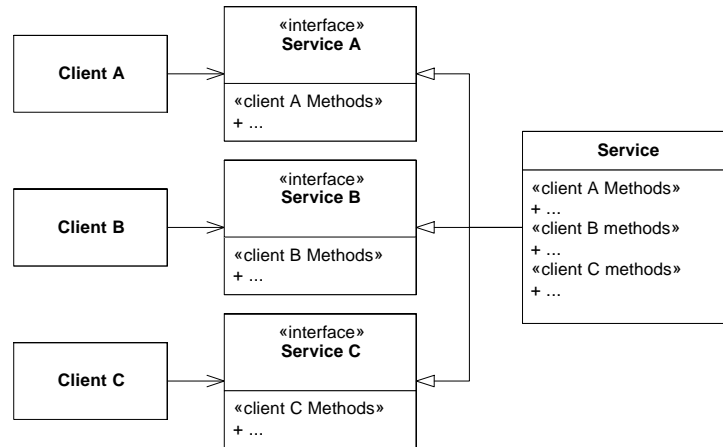 «interface»
Service A
Client A
«client A Methods»
+ ...
«interface»
Service B
Client B
«client B Methods»
+ ...
«interface»
Service C
Client C
«client C Methods»
+ ...
Service
«client A Methods»
+ ...
«client B methods»
+ ...
«client C methods»
+ ...